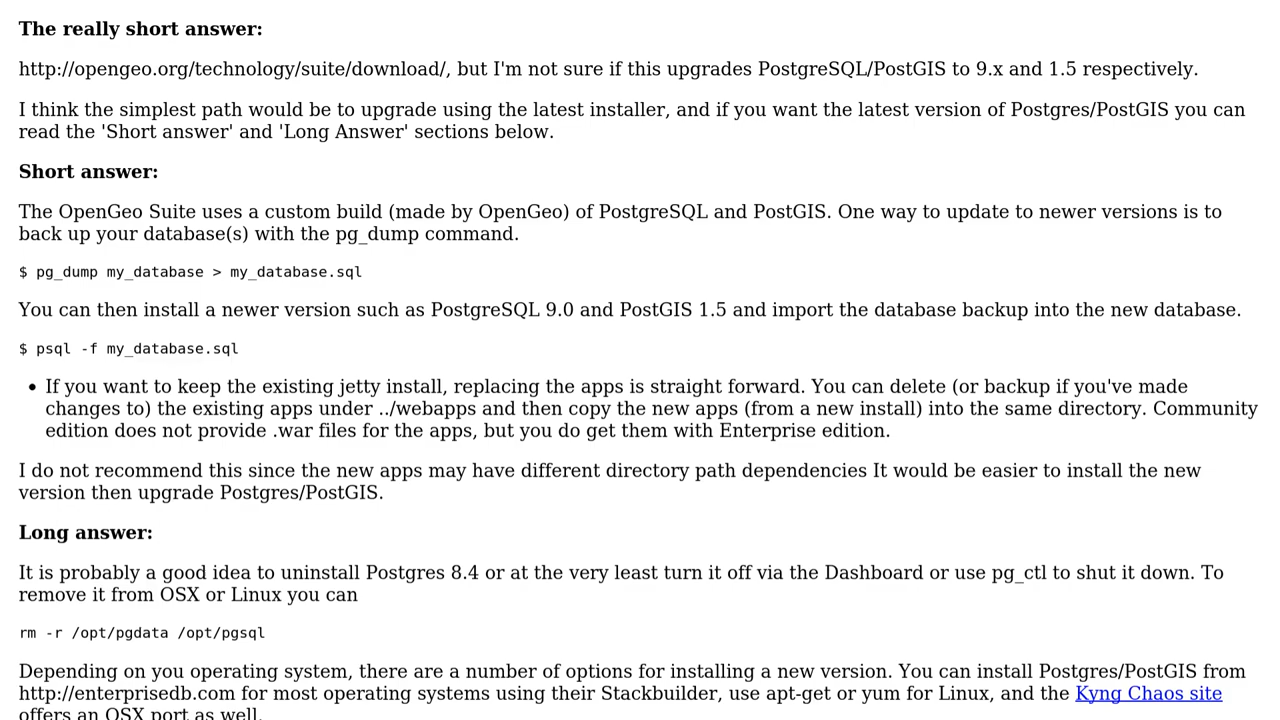 The really short answer:
http://opengeo.org/technology/suite/download/, but I'm not sure if this upgrades PostgreSQL/PostGIS to 9.x and 1.5 respectively.
I think the simplest path would be to upgrade using the latest installer, and if you want the latest version of Postgres/PostGIS you can
read the 'Short answer' and 'Long Answer' sections below.
Short answer:
The OpenGeo Suite uses a custom build (made by OpenGeo) of PostgreSQL and PostGIS. One way to update to newer versions is to
back up your database(s) with the pg_dump command.
$ pg_dump my_database > my_database.sql
You can then install a newer version such as PostgreSQL 9.0 and PostGIS 1.5 and import the database backup into the new database.
$ psql -f my_database.sql
• If you want to keep the existing jetty install, replacing the apps is straight forward. You can delete (or backup if you've made
changes to) the existing apps under ../webapps and then copy the new apps (from a new install) into the same directory. Community
edition does not provide .war files for the apps, but you do get them with Enterprise edition.
I do not recommend this since the new apps may have different directory path dependencies It would be easier to install the new
version then upgrade Postgres/PostGIS.
Long answer:
It is probably a good idea to uninstall Postgres 8.4 or at the very least turn it off via the Dashboard or use pg_ctl to shut it down. To
remove it from OSX or Linux you can
rm -r /opt/pgdata /opt/pgsql
Depending on you operating system, there are a number of options for installing a new version. You can install Postgres/PostGIS from
http://enterprisedb.com for most operating systems using their Stackbuilder, use apt-get or yum for Linux, and the Kyng Chaos site
offers an OSX port as well.